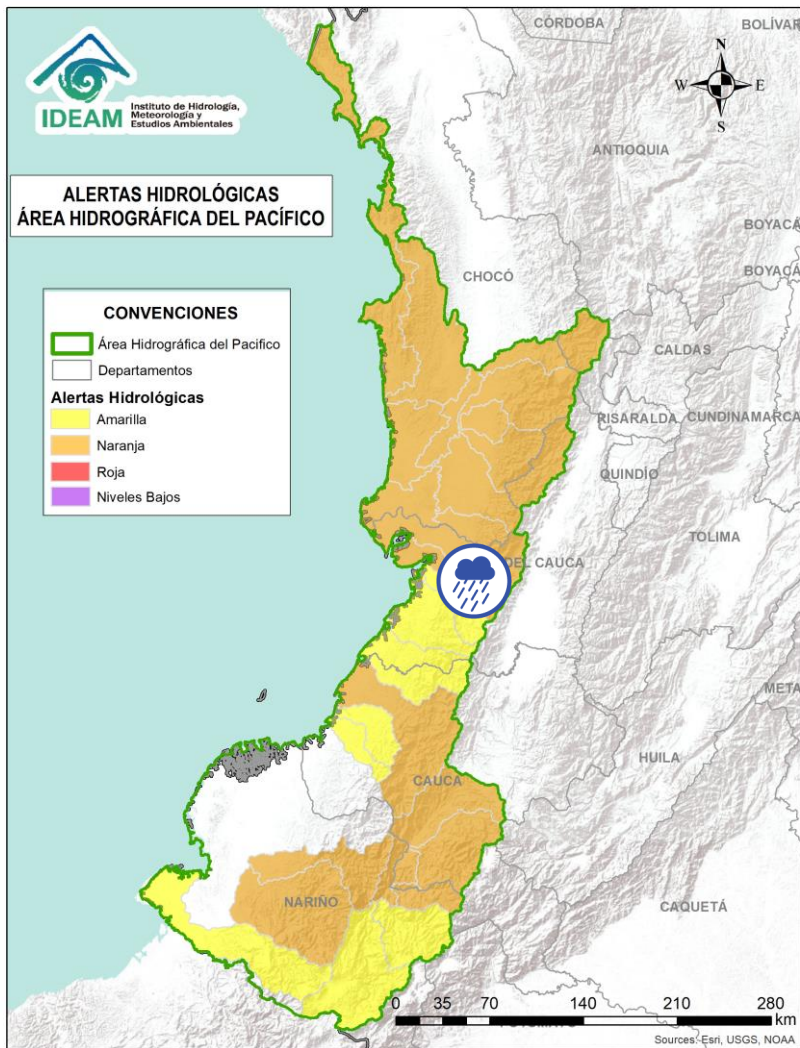 CÓRDOBA
BOLÍVAR
N
W
E
S
IDEAM
Instituto de Hidrología,
Meteorología y
Estudios Ambientales
ANTIOQUIA
ALERTAS HIDROLÓGICAS
ÁREA HIDROGRÁFICA DEL PACÍFICO
BOYACÁ
BOYACÁ
CHOCÓ
CONVENCIONES
Área Hidrográfica del Pacifico
Departamentos
Alertas Hidrológicas
Amarilla
Naranja
Roja
Niveles Bajos
CALDAS
RISARALDA
CUNDINAMARCA
QUINDÍO
TOLIMA
DEL CAUCA
META
HUILA
CAUCA
NARIÑO
CAQUETÁ
0 35 70 140 210 280
km
Sources: Esri, USGS, NOAA